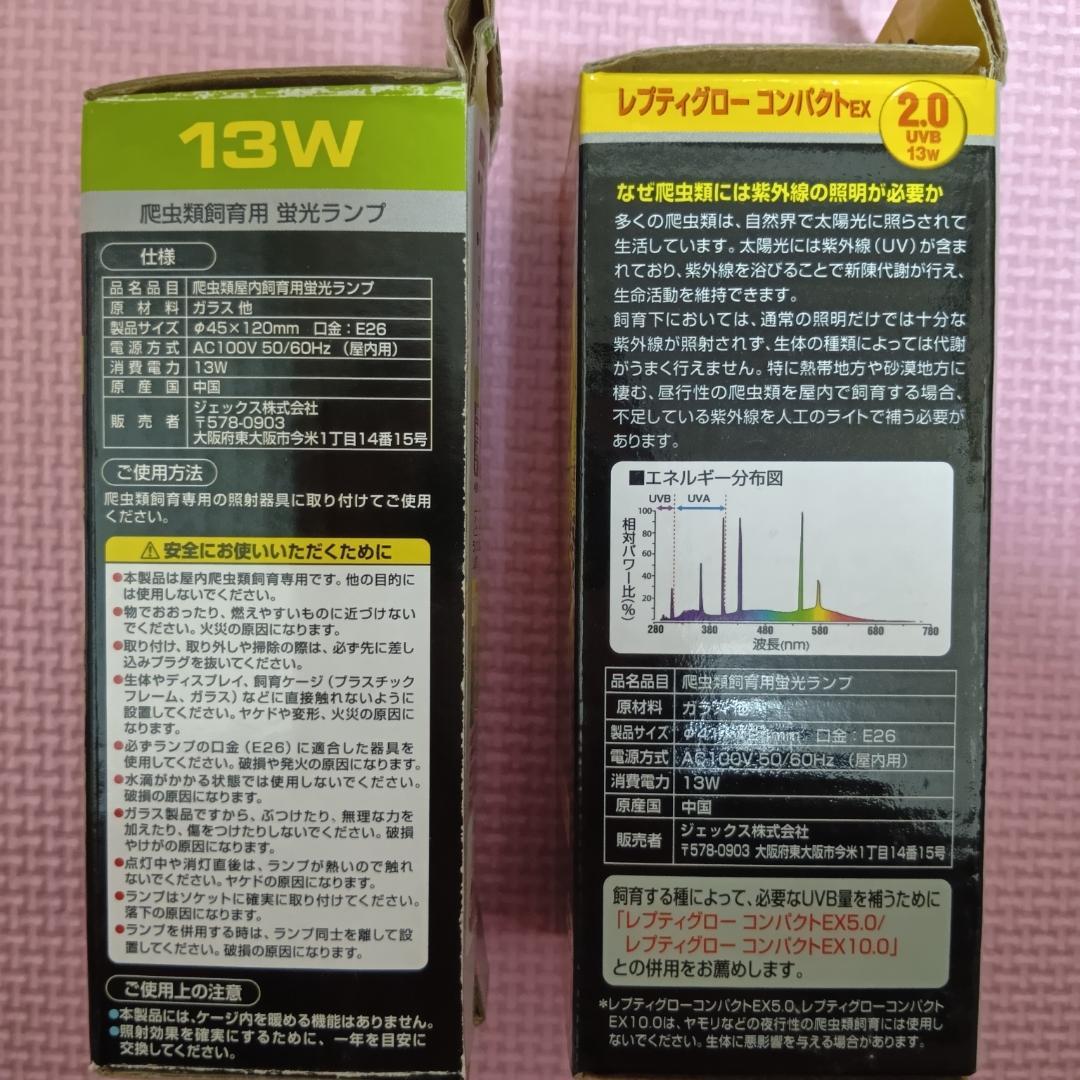 13W
爬虫類飼育用 蛍光ランプ
仕様
品名品目 爬虫類屋内飼育用蛍光ランプ
原材料 ガラス 他
製品サイズ φ45×120mm 口金：E26
電源方式 AC100V 50/60Hz （屋内用）
消費電力 13W
原産国 中国
販売者 ジェックス株式会社
〒578-0903
大阪府東大阪市今米1丁目14番15号
ご使用方法
爬虫類飼育専用の照射器具に取り付けてご使用
ください。
⚠安全にお使いいただくために
●本製品は屋内爬虫類飼育専用です。他の目的に
は使用しないでください。
●物でおおったり、燃えやすいものに近づけない
でください。火災の原因になります。
●取り付け、取り外しや掃除の際は、必ず先に差し
込みプラグを抜いてください。
●生体やディスプレイ、飼育ケージ（プラスチック
フレーム、ガラス）などに直接触れないように
設置してください。ヤケドや変形、火災の原因に
なります。
●必ずランプの口金（E26）に適合した器具を
使用してください。破損や発火の原因になります。
●水滴がかかる状態では使用しないでください。
破損の原因になります。
●ガラス製品ですから、ぶつけたり、無理な力を
加えたり、傷をつけたりしないでください。破損
やけがの原因になります。
●点灯中や消灯直後は、ランプが熱いので触れ
ないでください。ヤケドの原因になります。
●ランプはソケットに確実に取り付けてください。
落下の原因になります。
●ランプを併用する時は、ランプ同士を離して設
置してください。破損の原因になります。
ご使用上の注意
●本製品には、ケージ内を暖める機能はありません。
●照射効果を確実にするために、一年を目安に
交換してください。
レプティグロー コンパクトEX
2.0
UVB
13W
なぜ爬虫類には紫外線の照明が必要か
多くの爬虫類は、自然界で太陽光に照らされて
生活しています。太陽光には紫外線（UV）が含ま
れており、紫外線を浴びることで新陳代謝が行え、
生命活動を維持できます。
飼育下においては、通常の照明だけでは十分な
紫外線が照射されず、生体の種類によっては代謝
がうまく行えません。特に熱帯地方や砂漠地方に
棲む、昼行性の爬虫類を屋内で飼育する場合、
不足している紫外線を人工のライトで補う必要が
あります。
■エネルギー分布図
UVB UVA
相対パワー比（%）
100
80
60
40
20
280 380 480 580 680 780
波長(nm)
品名品目 爬虫類飼育用蛍光ランプ
原材料 ガラ
製品サイズ 口金：E26
電源方式 AC100V 50/60Hz （屋内用）
消費電力 13W
原産国 中国
販売者 ジェックス株式会社
〒578-0903 大阪府東大阪市今米1丁目14番15号
飼育する種によって、必要なUVB量を補うために
「レプティグロー コンパクトEX5.0/
レプティグロー コンパクトEX10.0」
との併用をお薦めします。
*レプティグローコンパクトEX5.0、レプティグローコンパクト
EX10.0は、ヤモリなどの夜行性の爬虫類飼育には使用し
ないでください。生体に悪影響を与える場合があります。